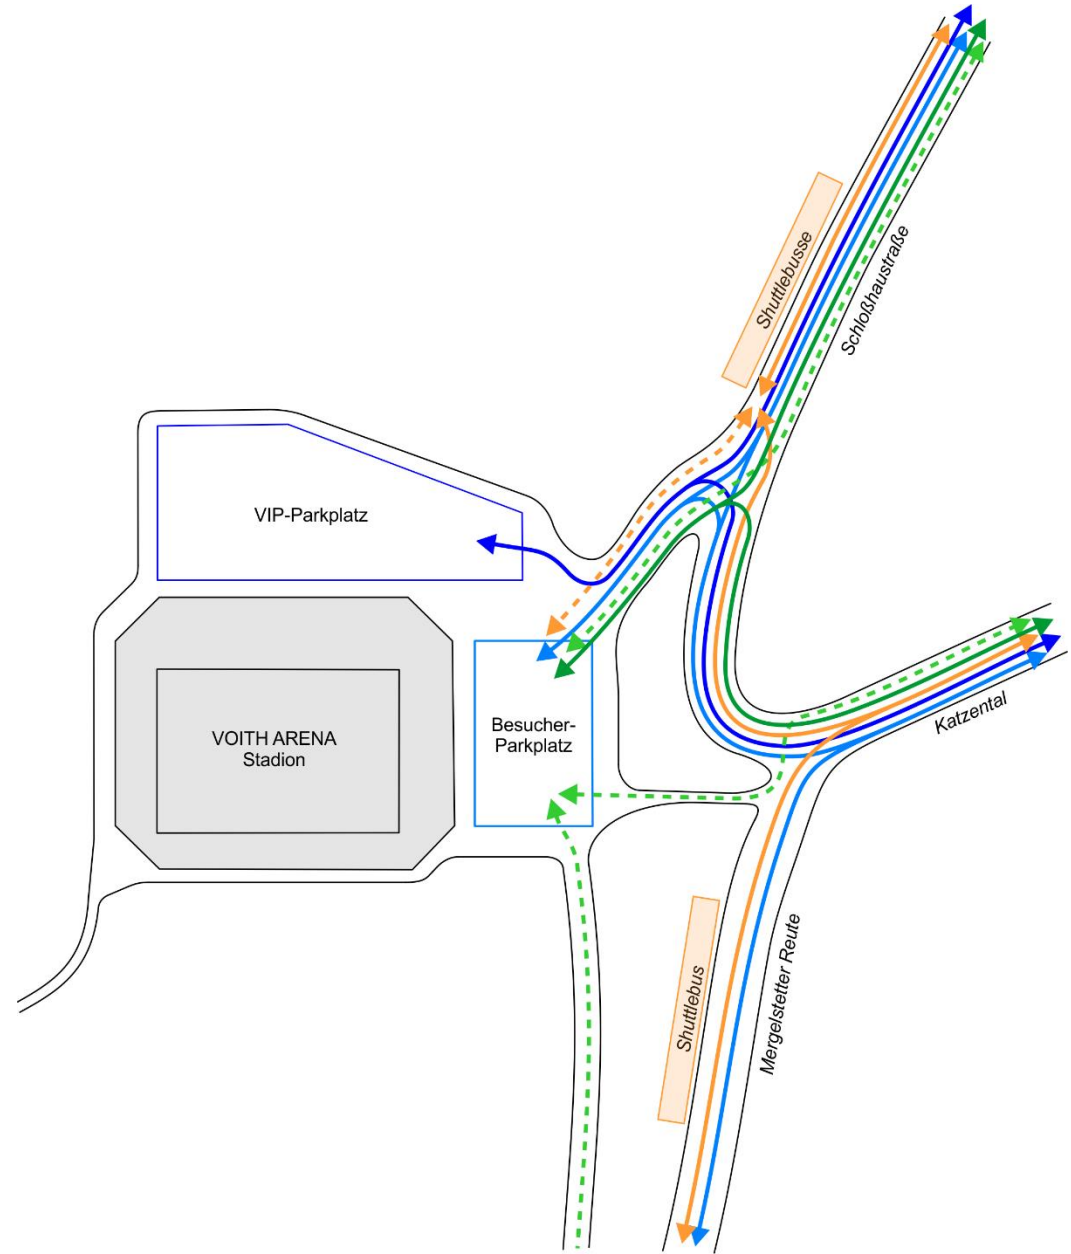 Shuttlebusse
Schloßhaustraße
VIP-Parkplatz
VOITH ARENA
Stadion
Besucher-
Parkplatz
Katzental
Shuttlebus
Mergelstetter Reute